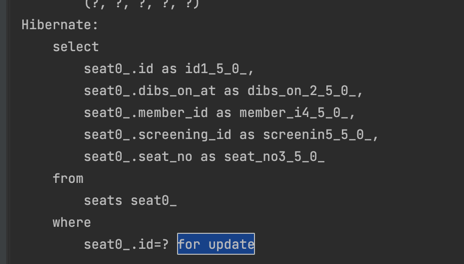 (?, ?, ?, ?, ?)
Hibernate:
select
seat0_.id as id1_5_0_,
seat0_.dibs_on_at as dibs_on_2_5_0_,
seat0_.member_id as member_i4_5_0_,
seat0_.screening_id as screenin5_5_0_,
seat0_.seat_no as seat_no3_5_0_
from
seats seat0_
where
seat0_.id=? for update